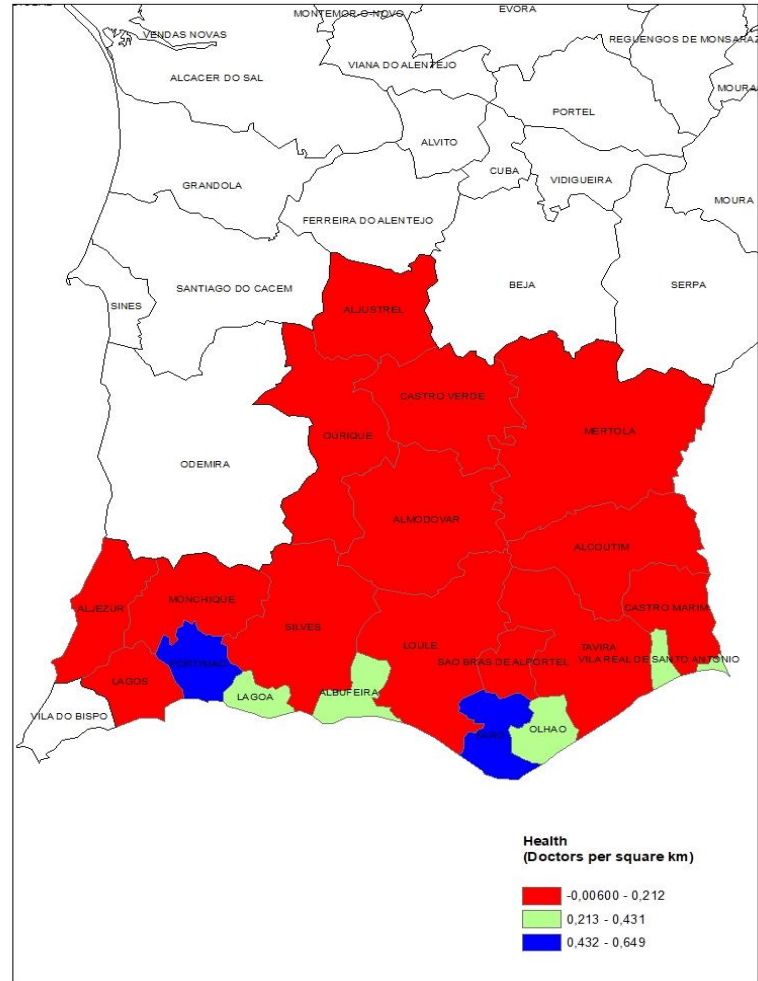 MONTEMOR-O-NOVO
EVORA
VENDAS NOVAS
REGUENGOS DE MONSARAZ
VIANA DO ALENTEJO
ALCACER DO SAL
MOURA
PORTEL
ALVITO
CUBA
VIDIGUEIRA
GRANDOLA
MOURA
FERREIRA DO ALENTEJO
SANTIAGO DO CACEM
BEJA
SERPA
SINES
ALJUSTREL
CASTRO VERDE
MERTOLA
OURIQUE
ODEMIRA
ALMODOVAR
ALCOUTIM
MONCHIQUE
ALJEZUR
CASTRO MARIM
SILVES
LOULE
TAVIRA
SAO BRAS DE ALPORTEL
VILA REAL DE SANTO ANTONIO
PORTIMAO
LAGOS
LAGOA
ALBUFEIRA
VILA DO BISPO
OLHAO
FARO
Health
(Doctors per square km)
-0,00600 - 0,212
0,213 - 0,431
0,432 - 0,649